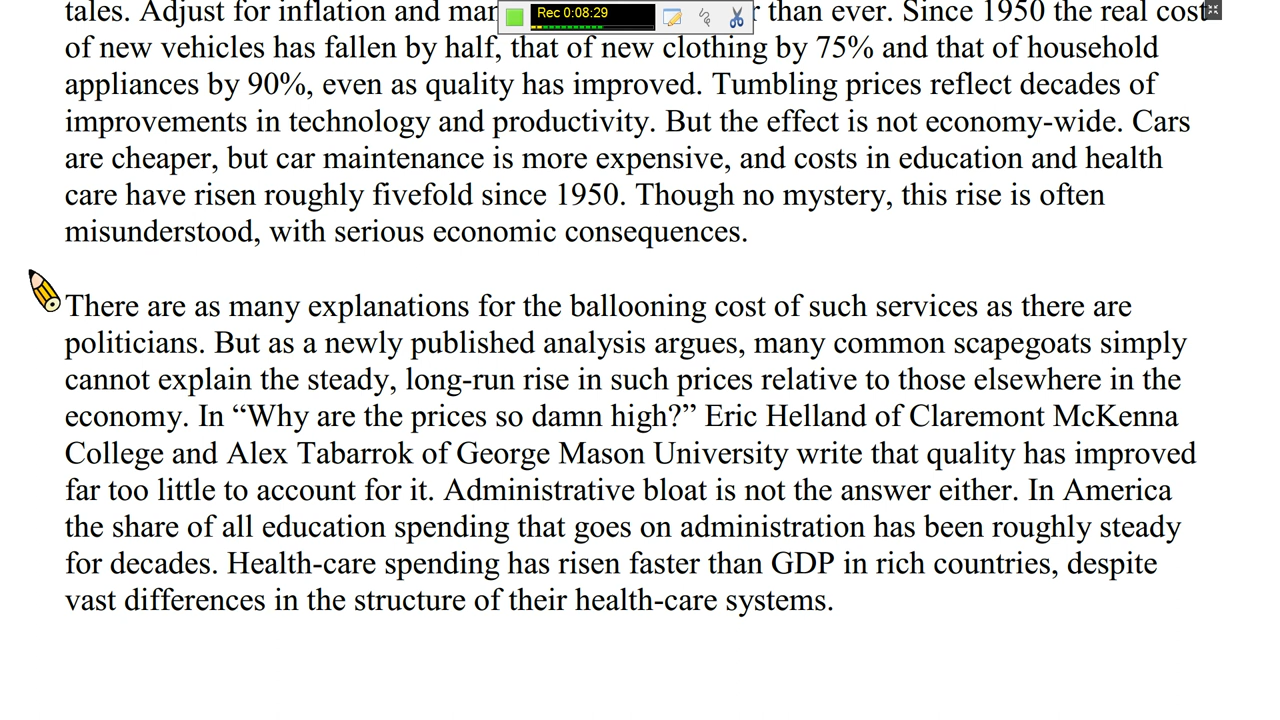 Rec 0:08:29
tales. Adjust for inflation and r than ever. Since 1950 the real cost
of new vehicles has fallen by half, that of new clothing by 75% and that of household
appliances by 90%, even as quality has improved. Tumbling prices reflect decades of
improvements in technology and productivity. But the effect is not economy-wide. Cars
are cheaper, but car maintenance is more expensive, and costs in education and health
care have risen roughly fivefold since 1950. Though no mystery, this rise is often
misunderstood, with serious economic consequences.
There are as many explanations for the ballooning cost of such services as there are
politicians. But as a newly published analysis argues, many common scapegoats simply
cannot explain the steady, long-run rise in such prices relative to those elsewhere in the
economy. In “Why are the prices so damn high?” Eric Helland of Claremont McKenna
College and Alex Tabarrok of George Mason University write that quality has improved
far too little to account for it. Administrative bloat is not the answer either. In America
the share of all education spending that goes on administration has been roughly steady
for decades. Health-care spending has risen faster than GDP in rich countries, despite
vast differences in the structure of their health-care systems.